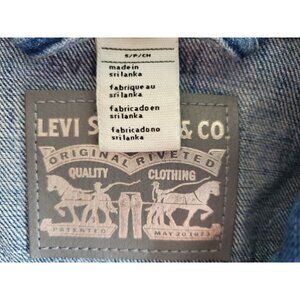 S/P/CH
made in
sri lanka
fabrique au
sri lanka
fabricado en
sri lanka
fabricado no
sri lanka
LEVI S & CO
ORIGINAL RIVETED
QUALITY CLOTHING
PATENTED MAY 20 1873